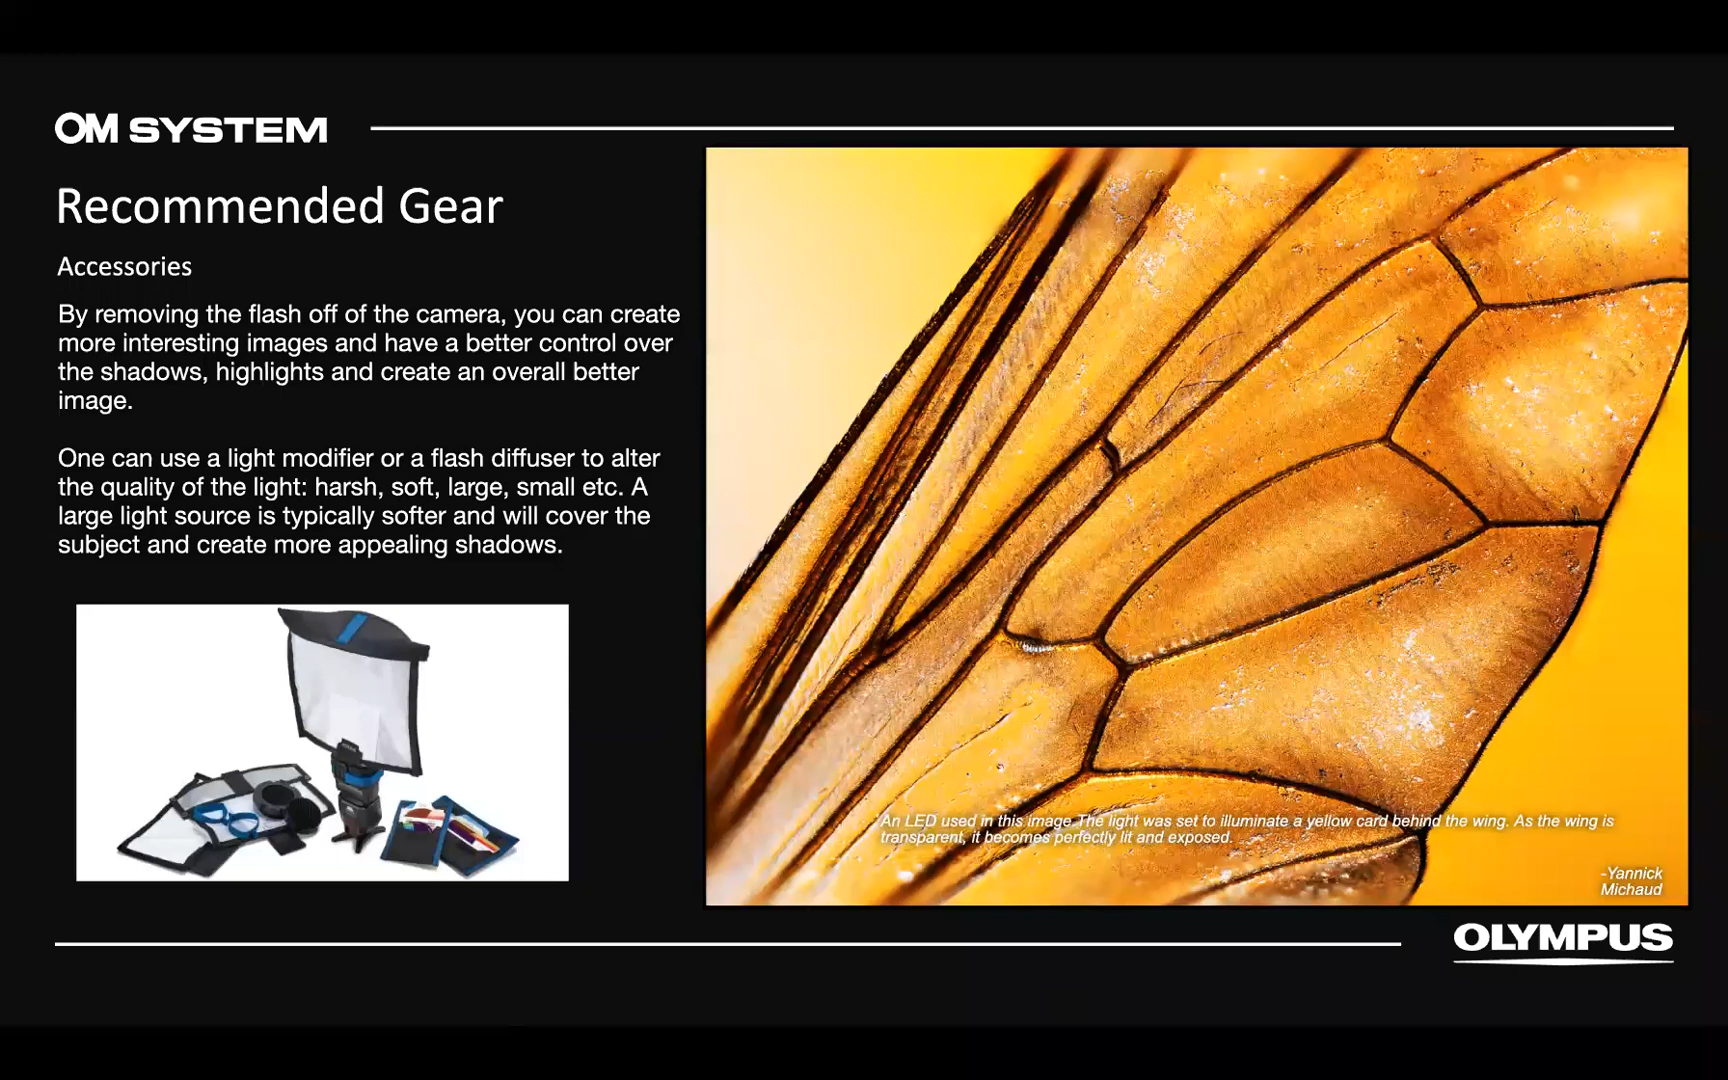 OM SYSTEM
Recommended Gear
Accessories
By removing the flash off of the camera, you can create
more interesting images and have a better control over
the shadows, highlights and create an overall better
image.
One can use a light modifier or a flash diffuser to alter
the quality of the light: harsh, soft, large, small etc. A
large light source is typically softer and will cover the
subject and create more appealing shadows.
An LED used in this image.The light was set to illuminate a yellow card behind the wing. As the wing is
transparent, it becomes perfectly lit and exposed.
-Yannick
Michaud
OLYMPUS